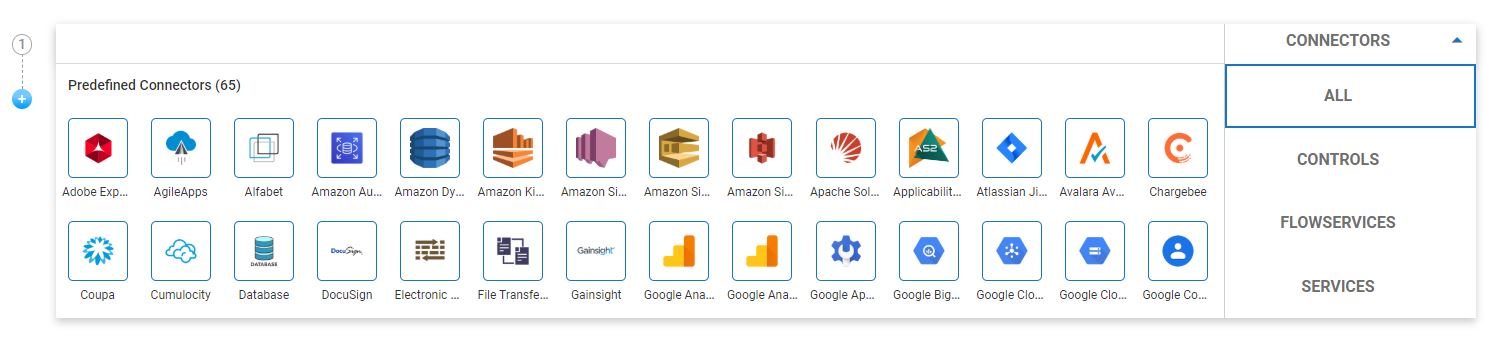 1
CONNECTORS
Predefined Connectors (65)
ALL
CONTROLS
FLOWSERVICES
SERVICES
AS2
Adobe Exp... AgileApps Alfabet Amazon Au... Amazon Dy... Amazon Ki... Amazon Si... Amazon Si... Amazon Si... Apache Sol... Applicabilit... Atlassian Ji... Avalara Av... Chargebee
DATABASE DocuSign Gainsight
Coupa Cumulocity Database DocuSign Electronic ... File Transfe... Gainsight Google Ana... Google Ana... Google Ap... Google Big... Google Clo... Google Clo... Google Co...